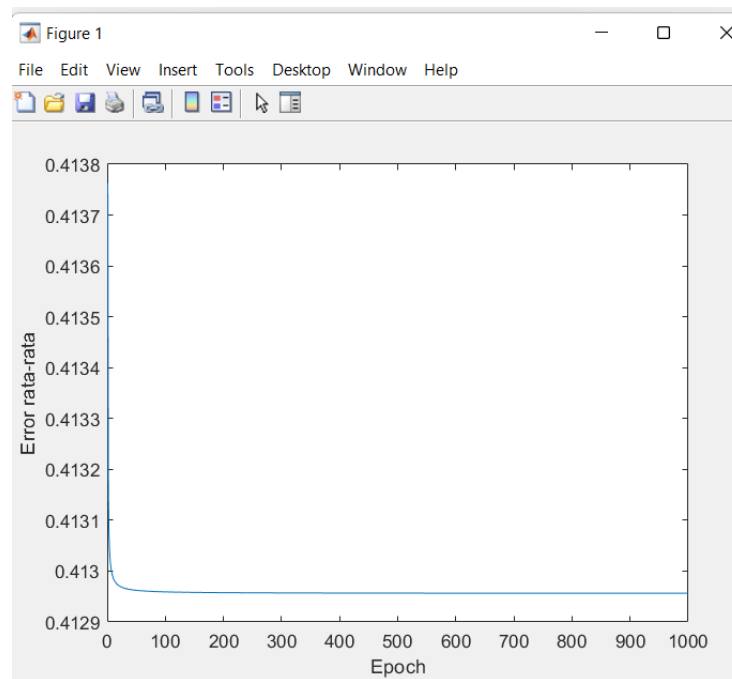 Figure 1
File Edit View Insert Tools Desktop Window Help
0.4138
0.4137
0.4136
0.4135
0.4134
0.4133
0.4132
0.4131
0.413
0.4129
Error rata-rata
0 100 200 300 400 500 600 700 800 900 1000
Epoch